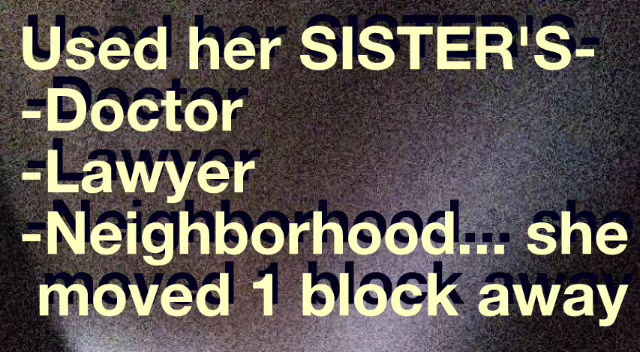 Used her SISTER'S-
-Doctor
-Lawyer
-Neighborhood... she
moved 1 block away